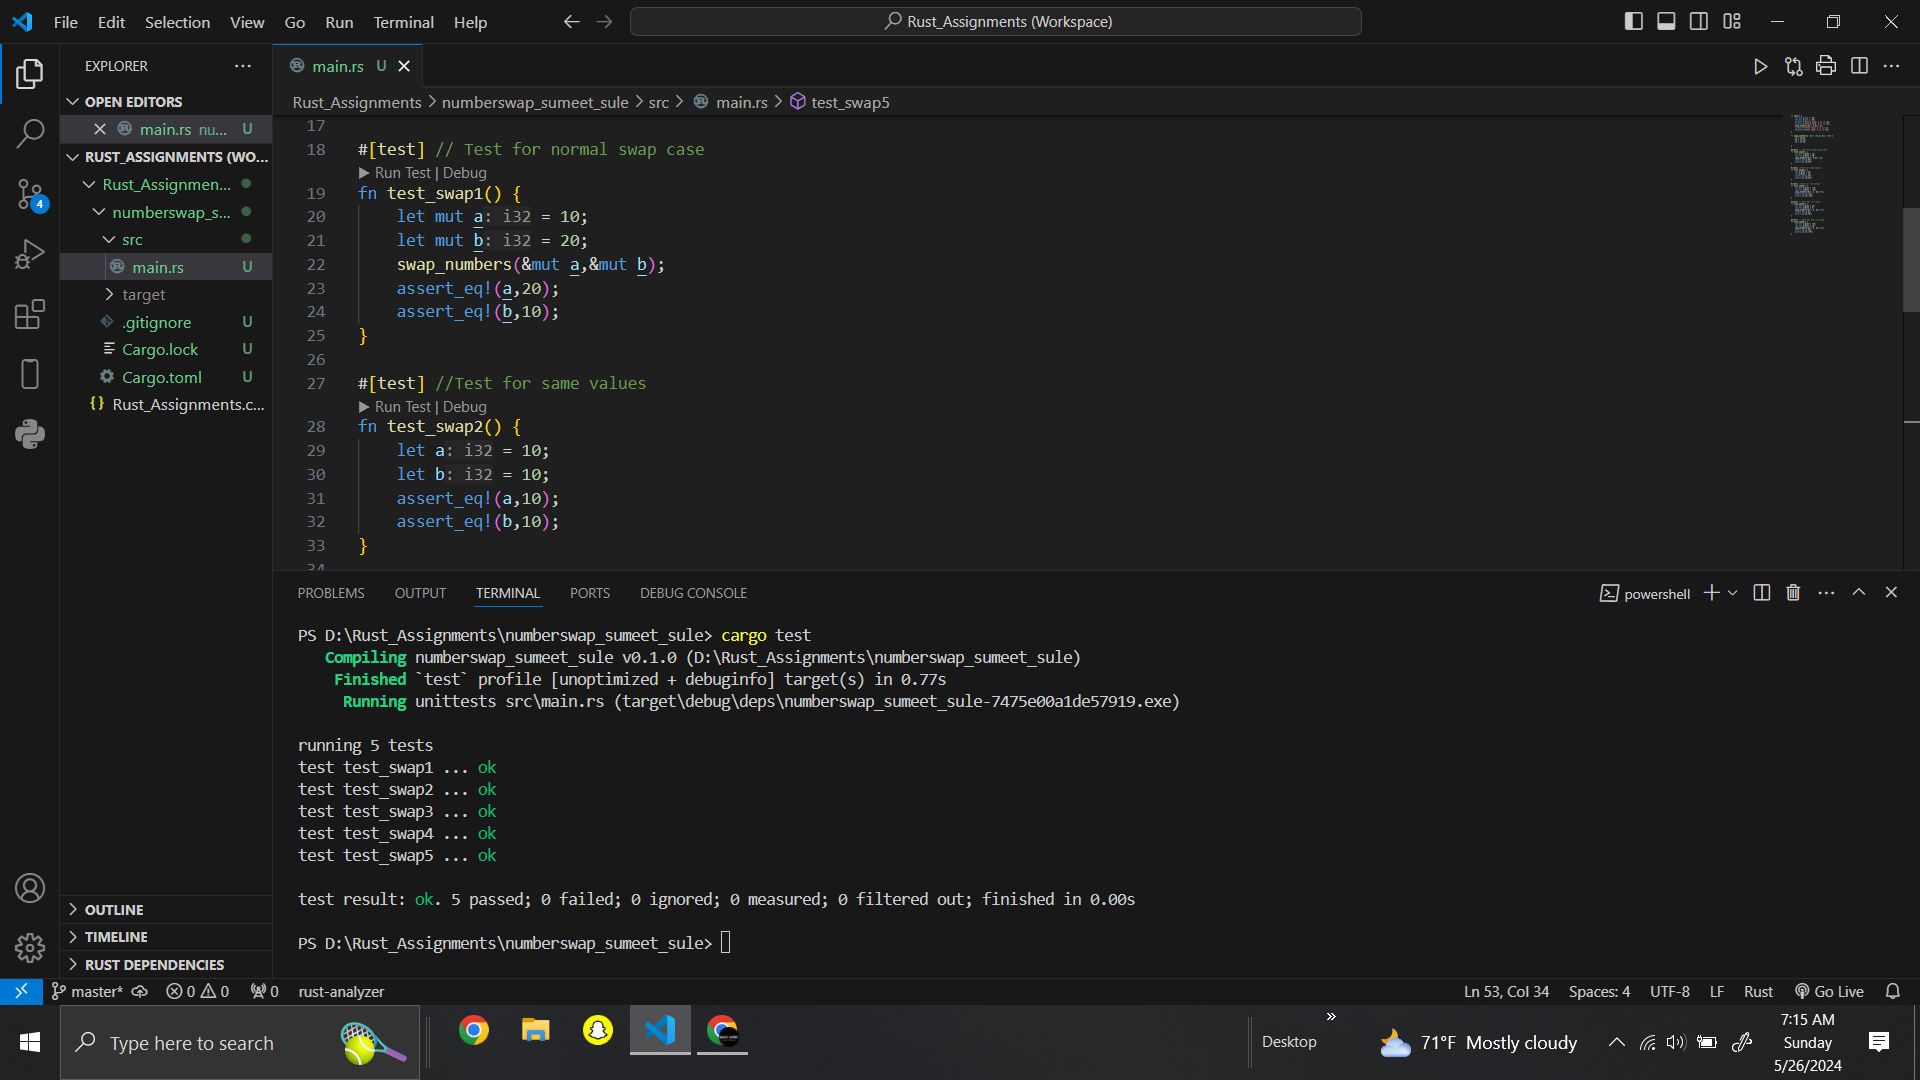 File Edit Selection View Go Run Terminal Help
Rust_Assignments (Workspace)
EXPLORER
main.rs U
OPEN EDITORS
Rust_Assignments numberswap_sumeet_sule src main.rs test_swap5
main.rs nu... U
RUST_ASSIGNMENTS (WO...
Rust_Assignmen...
numberswap_s...
src
main.rs U
target
.gitignore U
Cargo.lock U
Cargo.toml U
{} Rust_Assignments.c...
4
17
18 #[test] // Test for normal swap case
Run Test | Debug
19 fn test_swap1() {
20 let mut a: i32 = 10;
21 let mut b: i32 = 20;
22 swap_numbers(&mut a,&mut b);
23 assert_eq!(a,20);
24 assert_eq!(b,10);
25 }
26
27 #[test] //Test for same values
Run Test | Debug
28 fn test_swap2() {
29 let a: i32 = 10;
30 let b: i32 = 10;
31 assert_eq!(a,10);
32 assert_eq!(b,10);
33 }
34
PROBLEMS OUTPUT TERMINAL PORTS DEBUG CONSOLE
powershell
PS D:\Rust_Assignments\numberswap_sumeet_sule> cargo test
Compiling numberswap_sumeet_sule v0.1.0 (D:\Rust_Assignments\numberswap_sumeet_sule)
Finished `test` profile [unoptimized + debuginfo] target(s) in 0.77s
Running unittests src\main.rs (target\debug\deps\numberswap_sumeet_sule-7475e00a1de57919.exe)
running 5 tests
test test_swap1 ... ok
test test_swap2 ... ok
test test_swap3 ... ok
test test_swap4 ... ok
test test_swap5 ... ok
test result: ok. 5 passed; 0 failed; 0 ignored; 0 measured; 0 filtered out; finished in 0.00s
PS D:\Rust_Assignments\numberswap_sumeet_sule>
OUTLINE
TIMELINE
RUST DEPENDENCIES
master* 0 0 0 rust-analyzer
Ln 53, Col 34 Spaces: 4 UTF-8 LF Rust Go Live
Type here to search
Desktop
71°F Mostly cloudy
7:15 AM
Sunday
5/26/2024